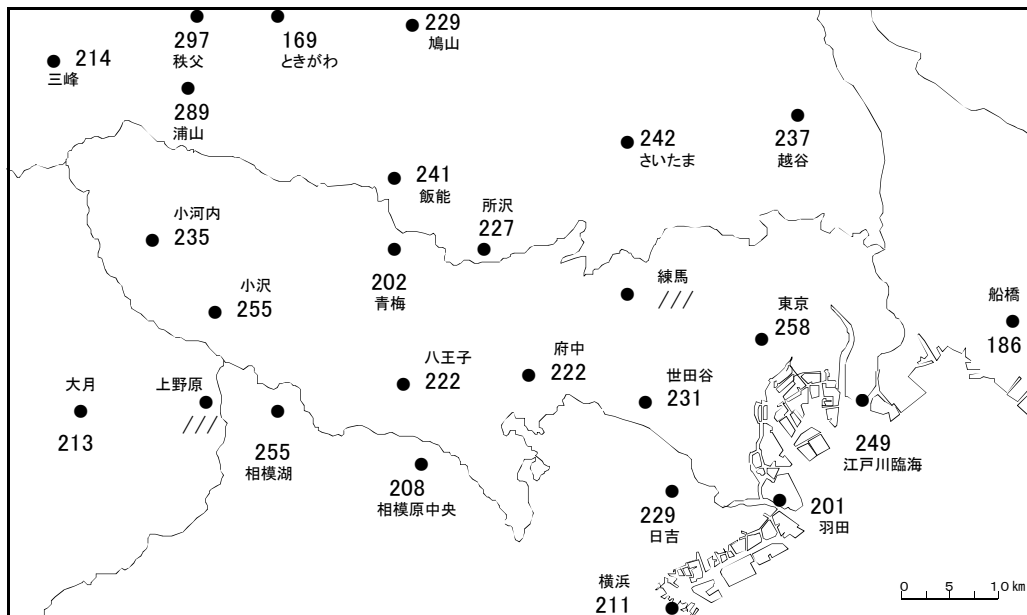 229
鳩山
297
秩父
169
ときがわ
214
三峰
289
浦山
242
さいたま
237
越谷
241
飯能
所沢
227
小河内
235
202
青梅
練馬
///
小沢
255
東京
258
船橋
186
八王子
222
府中
222
世田谷
231
大月
213
上野原
///
255
相模湖
249
江戸川臨海
208
相模原中央
229
日吉
201
羽田
横浜
211
0 5 10km